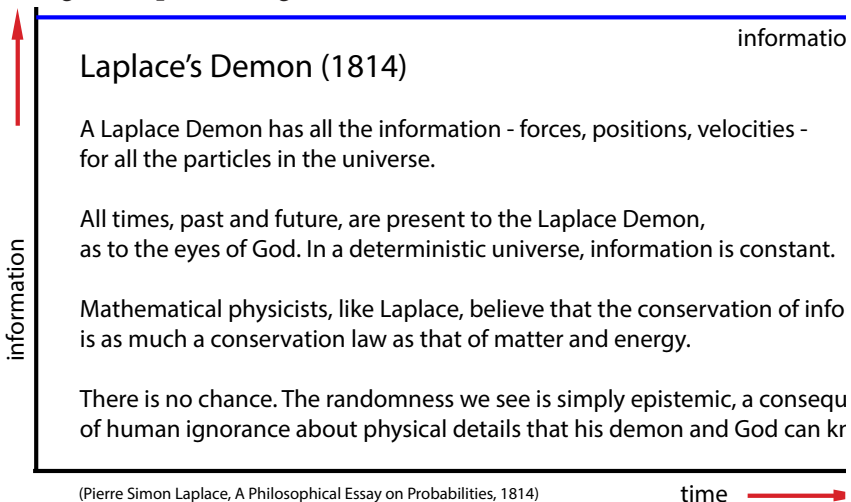 informatio
Laplace's Demon (1814)
A Laplace Demon has all the information - forces, positions, velocities -
for all the particles in the universe.
All times, past and future, are present to the Laplace Demon,
as to the eyes of God. In a deterministic universe, information is constant.
Mathematical physicists, like Laplace, believe that the conservation of info
is as much a conservation law as that of matter and energy.
There is no chance. The randomness we see is simply epistemic, a consequ
of human ignorance about physical details that his demon and God can kn
information
(Pierre Simon Laplace, A Philosophical Essay on Probabilities, 1814)
time